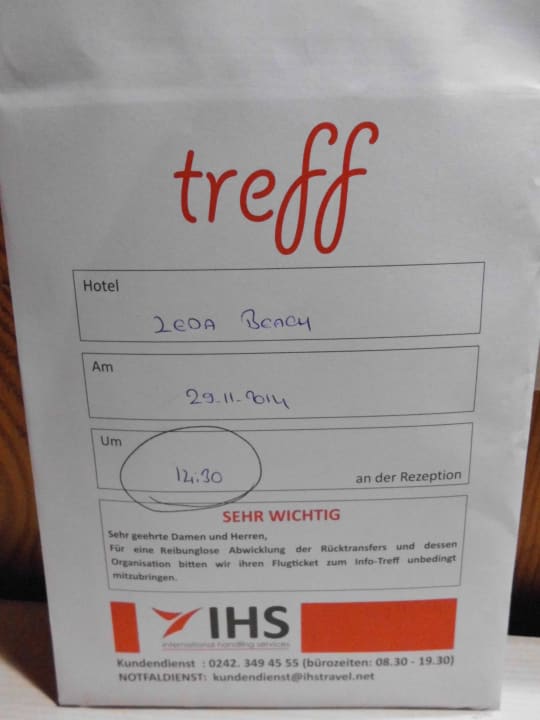 treff
Hotel
LEDA BEACH
Am
29.11.2014
Um
14:30
an der Rezeption
SEHR WICHTIG
Sehr geehrte Damen und Herren,
Für eine Reibunglose Abwicklung der Rücktransfers und dessen
Organisation bitten wir ihren Flugticket zum Info-Treff unbedingt
mitzubringen.
IHS
international handling services
Kundendienst : 0242. 349 45 55 (bürozeiten: 08.30 - 19.30)
NOTFALDIENST: kundendienst@ihstravel.net